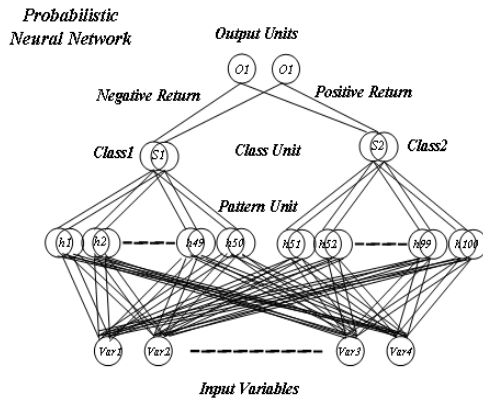 Probabilistic
Neural Network
Output Units
O1 O1
Negative Return Positive Return
Class1 S1 Class Unit S2 Class2
Pattern Unit
h1 h2 h49 h50 h51 h52 h99 h100
Var1 Var2 Var3 Var4
Input Variables